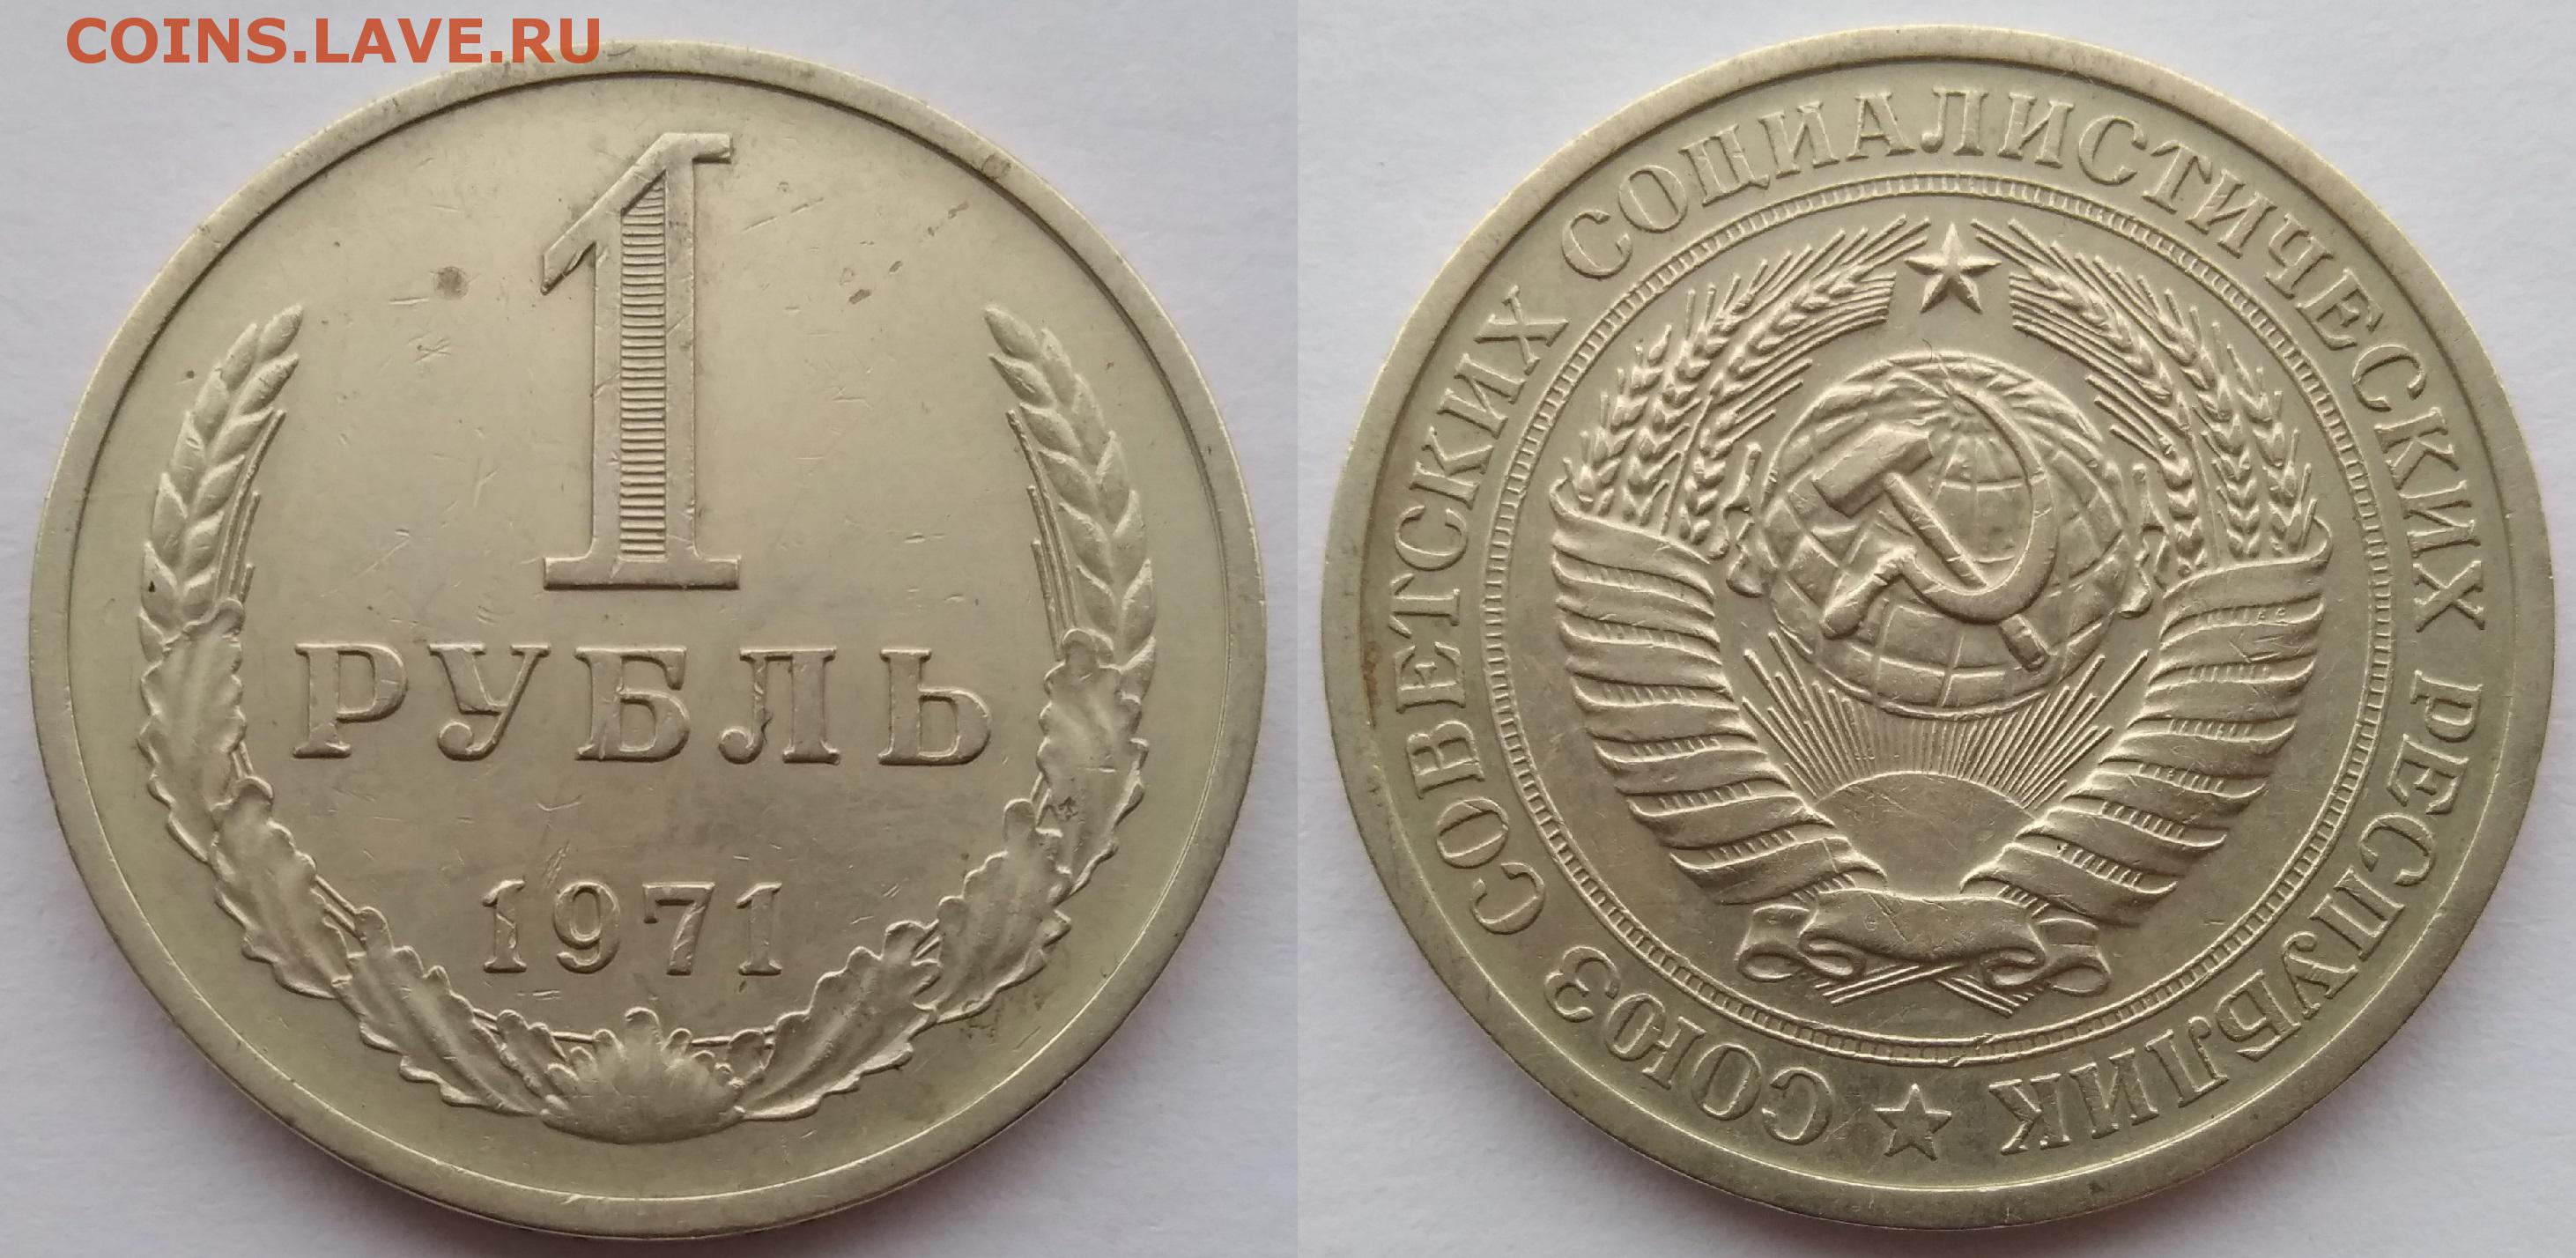 COINS.LAVE.RU
1
РУБЛЬ
1971
СОЮЗ СОВЕТСКИХ СОЦИАЛИСТИЧЕСКИХ РЕСПУБЛИК